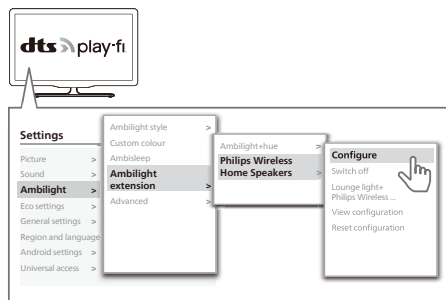 dts play-fi
Settings
Picture >
Sound >
Ambilight >
Eco settings >
General settings >
Region and language
Android settings >
Universal access >
Ambilight style >
Custom colour
Ambisleep
Ambilight
extension >
Advanced >
Ambilight+hue >
Philips Wireless
Home Speakers >
Configure
Switch off
Lounge light+
Philips Wireless ...
View configuration
Reset configuration